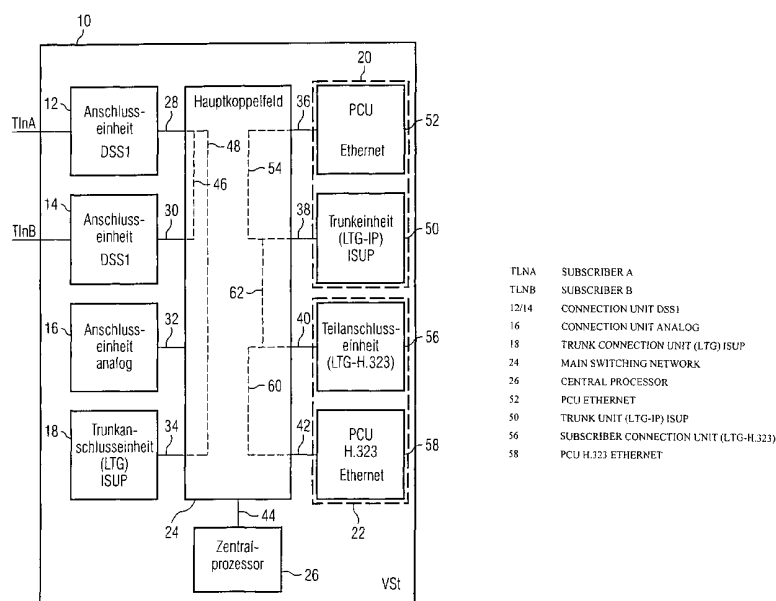 10
20
12
Anschluss-
einheit
DSS1
28
TlnA
Hauptkoppelfeld
36
PCU
Ethernet
52
48
46
54
14
Anschluss-
einheit
DSS1
30
TlnB
38
Trunkeinheit
(LTG-IP)
ISUP
50
62
16
Anschluss-
einheit
analog
32
40
Teilanschluss-
einheit
(LTG-H.323)
56
60
18
Trunkan-
schlusseinheit
(LTG)
ISUP
34
42
PCU
H.323
Ethernet
58
24
44
22
Zentral-
prozessor
26
VSt
TLNA SUBSCRIBER A
TLNB SUBSCRIBER B
12/14 CONNECTION UNIT DSS1
16 CONNECTION UNIT ANALOG
18 TRUNK CONNECTION UNIT (LTG) ISUP
24 MAIN SWITCHING NETWORK
26 CENTRAL PROCESSOR
52 PCU ETHERNET
50 TRUNK UNIT (LTG-IP) ISUP
56 SUBSCRIBER CONNECTION UNIT (LTG-H.323)
58 PCU H.323 ETHERNET